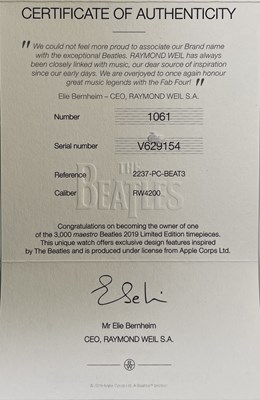 CERTIFICATE OF AUTHENTICITY
" We could not feel more proud to associate our Brand name
with the exceptional Beatles. RAYMOND WEIL has
always been closely linked with music, our dear source of inspiration
since our early days. We are overjoyed to once again honour
great music legends with the Fab Four! "
Elie Bernheim – CEO, RAYMOND WEIL S.A.
Number 1061
Serial number V629154
THE
BEATLES
Reference 2237-PC-BEAT3
Caliber RW4200
Congratulations on becoming the owner of one
of the 3,000 maestro Beatles 2019 Limited Edition timepieces.
This unique watch offers exclusive design features inspired
by The Beatles and is produced under license from Apple Corps Ltd.
Mr Elie Bernheim
CEO, RAYMOND WEIL S.A.